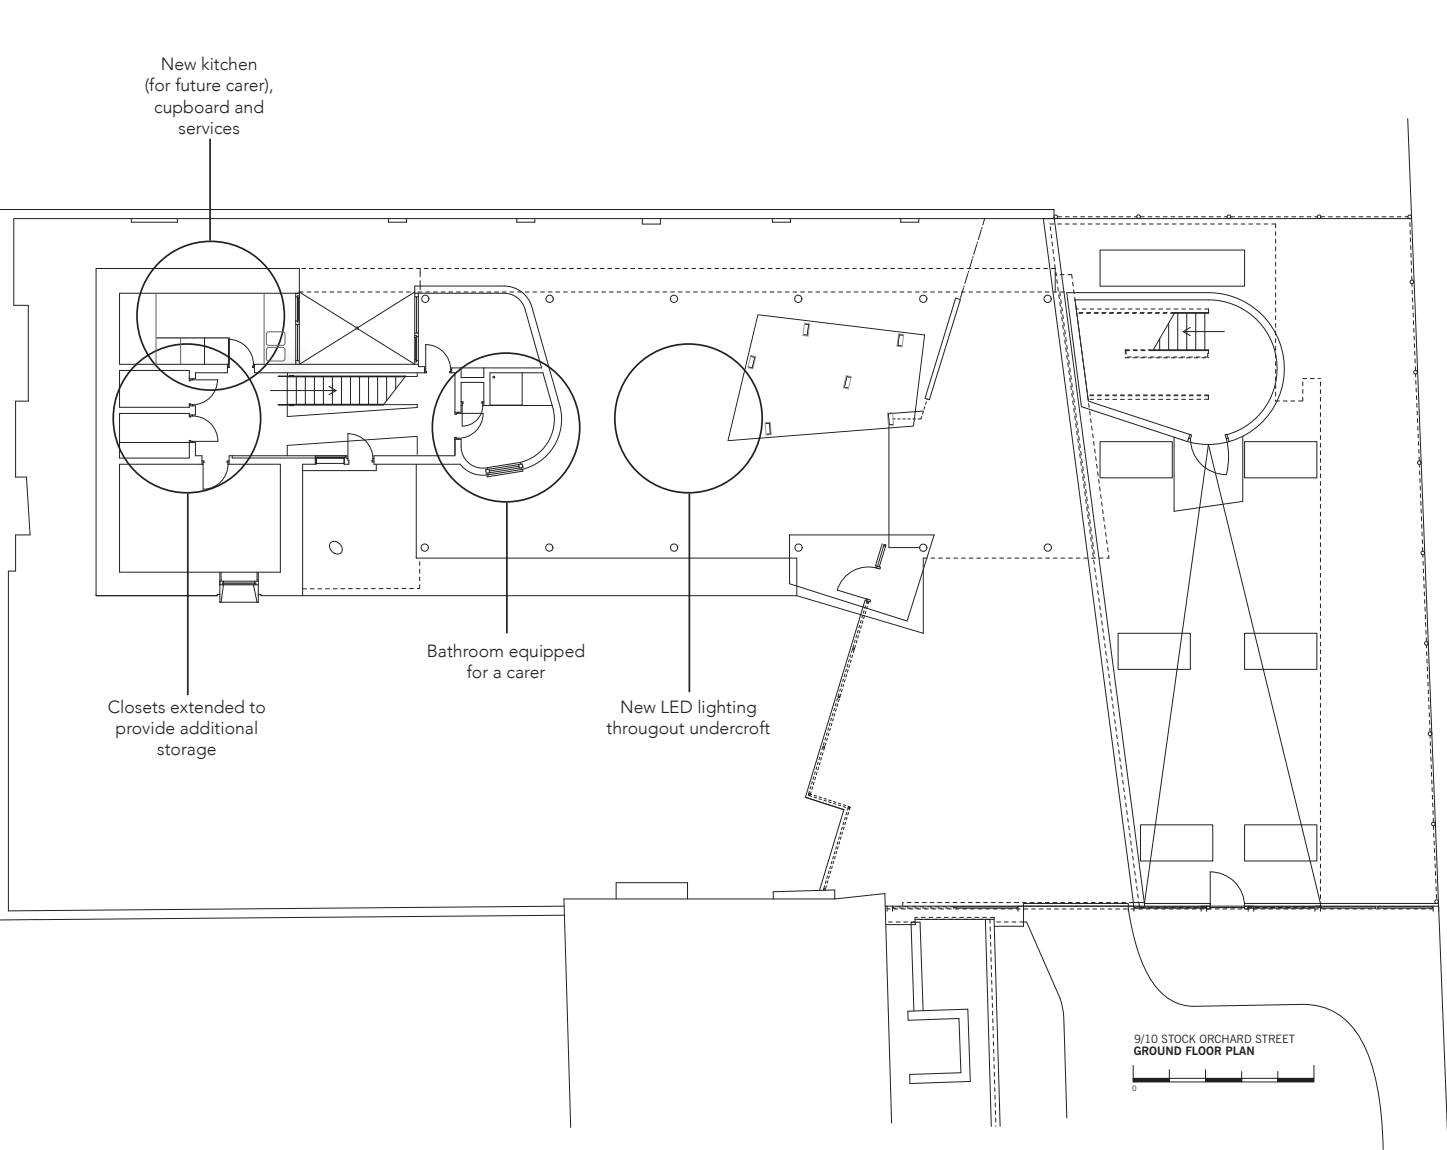 New kitchen
(for future carer),
cupboard and
services
Bathroom equipped
for a carer
Closets extended to
provide additional
storage
New LED lighting
througout undercroft
9/10 STOCK ORCHARD STREET
GROUND FLOOR PLAN
0